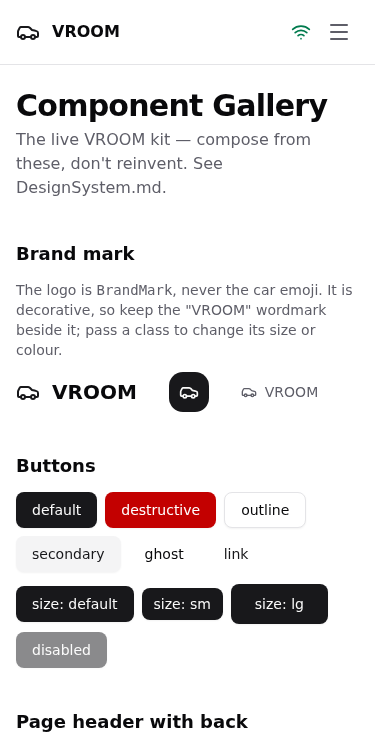 VROOM
Component Gallery
The live VROOM kit — compose from
these, don't reinvent. See
DesignSystem.md.
Brand mark
The logo is BrandMark, never the car emoji. It is
decorative, so keep the "VROOM" wordmark
beside it; pass a class to change its size or
colour.
VROOM VROOM
Buttons
default destructive outline
secondary ghost link
size: default size: sm size: lg
disabled
Page header with back